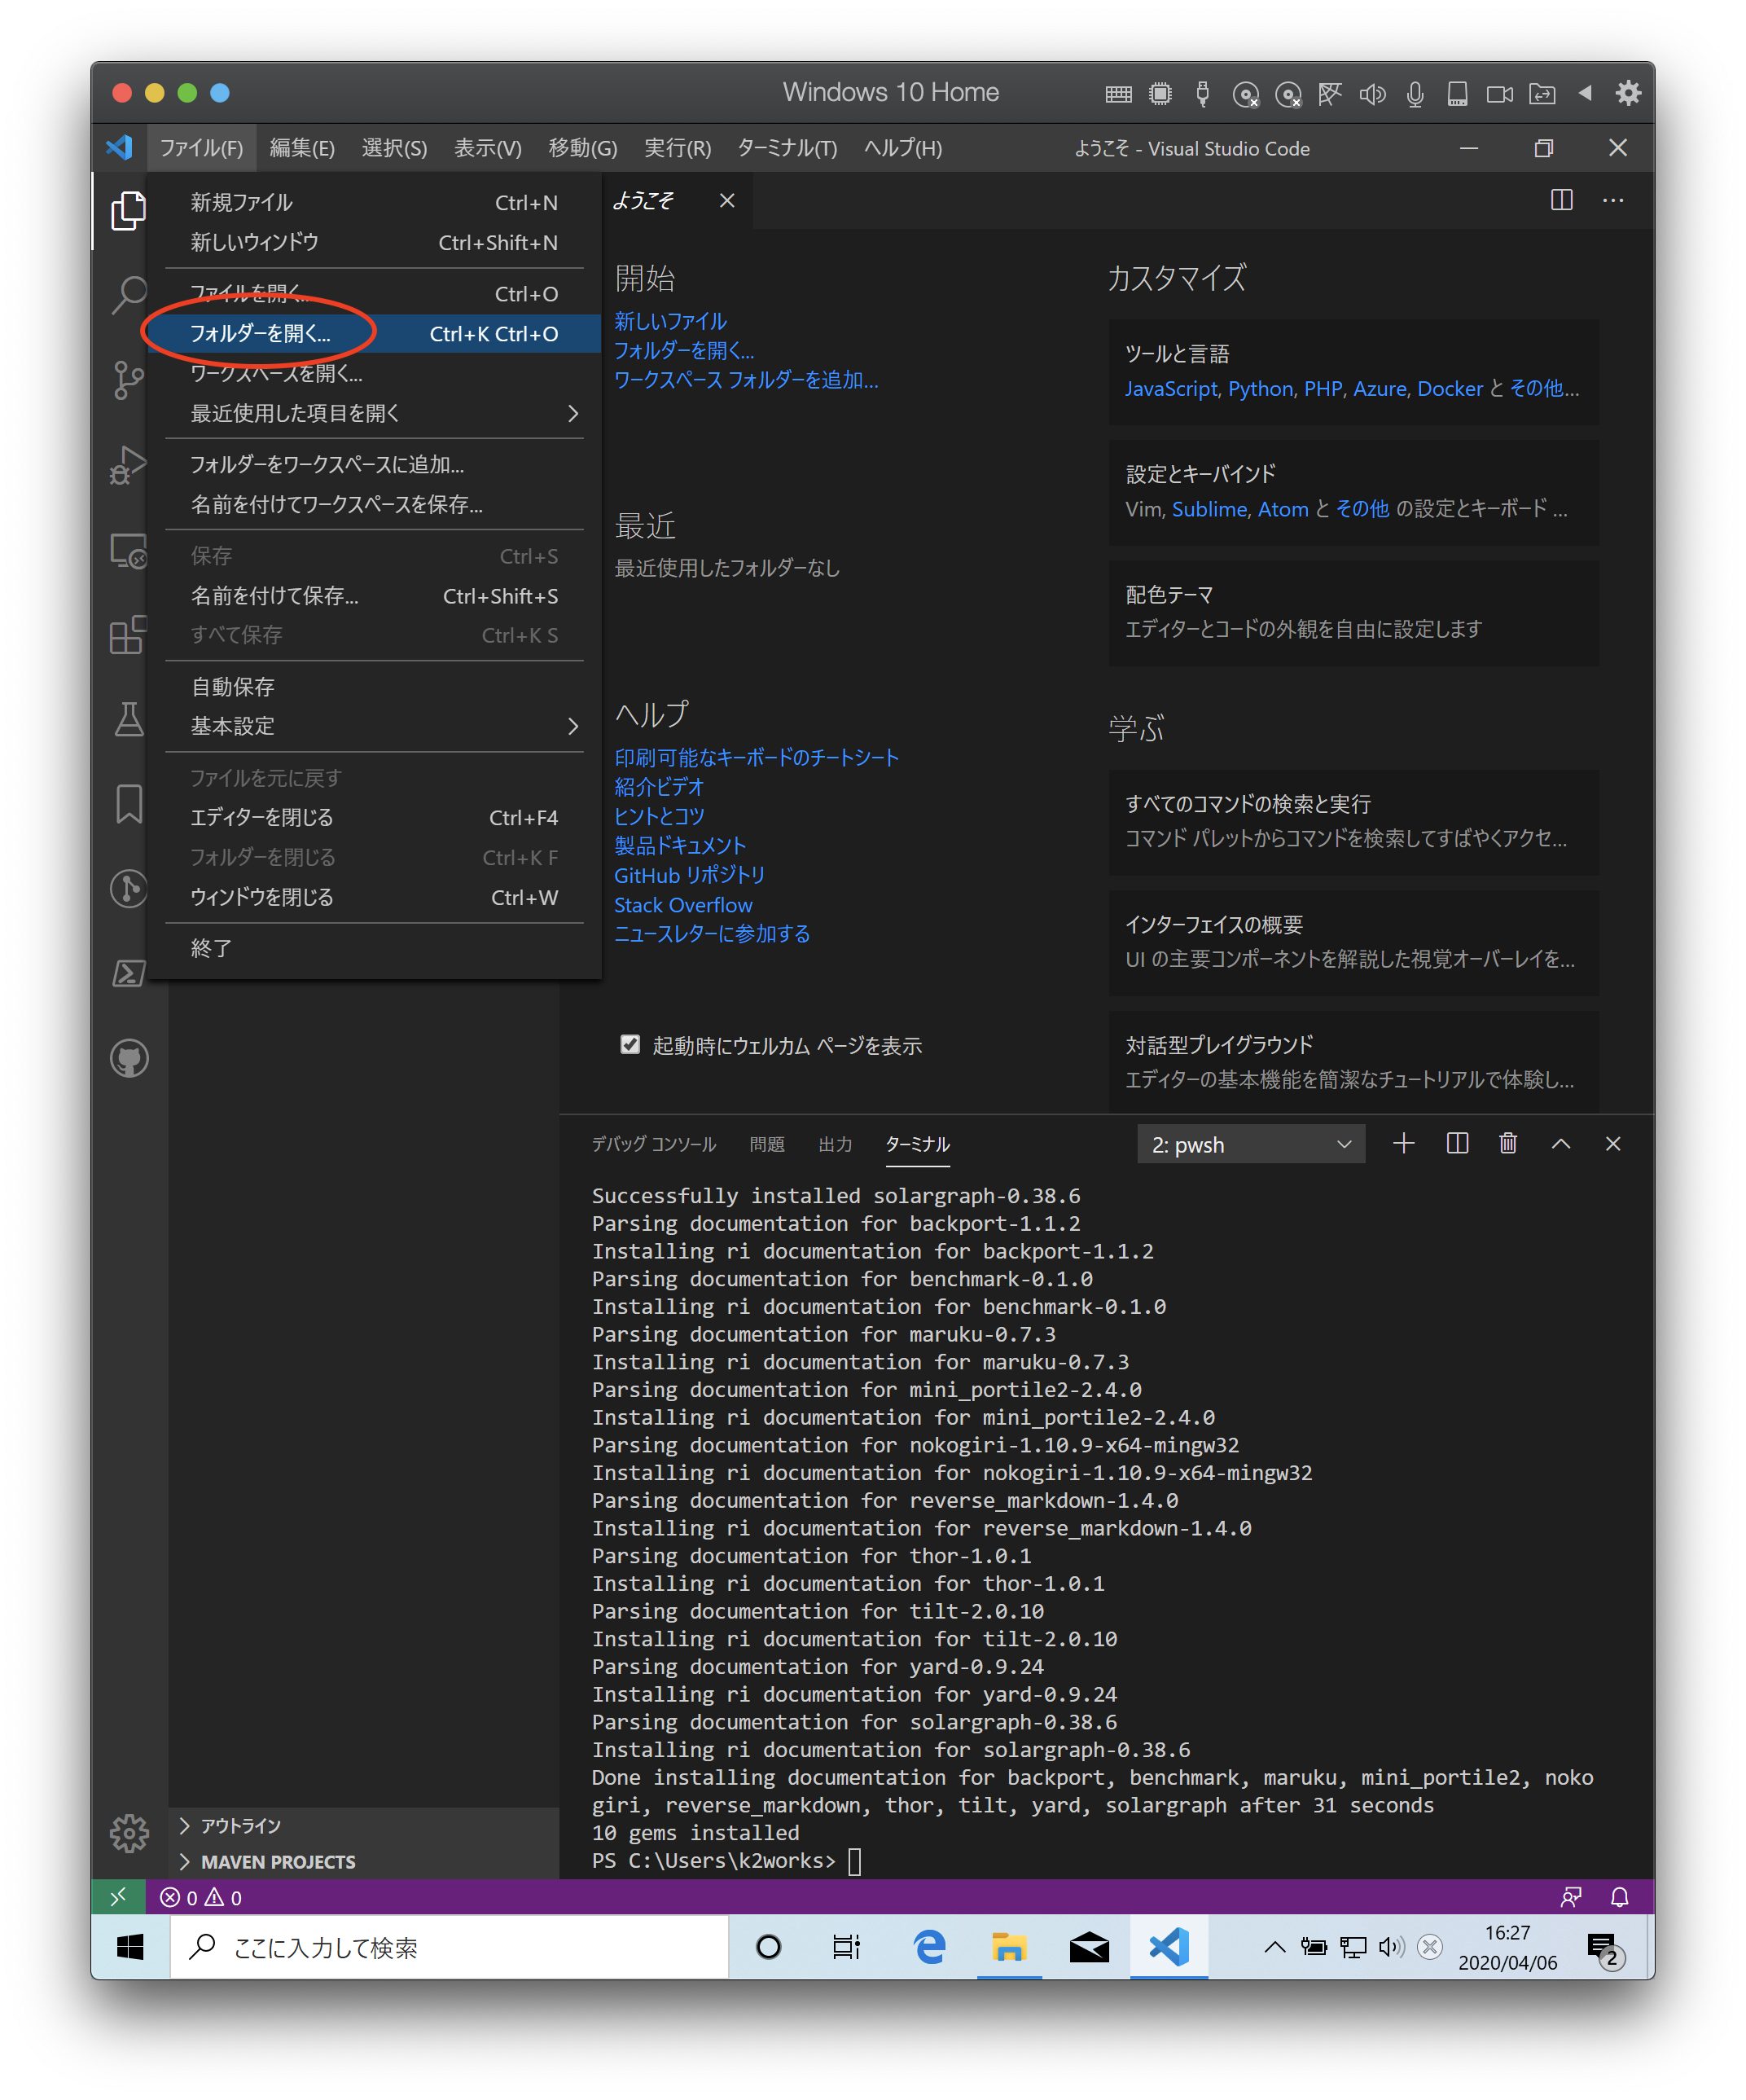 Windows 10 Home
ファイル(F) 編集(E) 選択(S) 表示(V) 移動(G) 実行(R) ターミナル(T) ヘルプ(H) ようこそ - Visual Studio Code
新規ファイル Ctrl+N
新しいウィンドウ Ctrl+Shift+N
ファイルを開く... Ctrl+O
フォルダーを開く... Ctrl+K Ctrl+O
ワークスペースを開く...
最近使用した項目を開く
フォルダーをワークスペースに追加...
名前を付けてワークスペースを保存...
保存 Ctrl+S
名前を付けて保存... Ctrl+Shift+S
すべて保存 Ctrl+K S
自動保存
基本設定
ファイルを元に戻す
エディターを閉じる Ctrl+F4
フォルダーを閉じる Ctrl+K F
ウィンドウを閉じる Ctrl+W
終了
ようこそ
開始
新しいファイル
フォルダーを開く...
ワークスペース フォルダーを追加...
最近
最近使用したフォルダーなし
ヘルプ
印刷可能なキーボードのチートシート
紹介ビデオ
ヒントとコツ
製品ドキュメント
GitHub リポジトリ
Stack Overflow
ニュースレターに参加する
起動時にウェルカム ページを表示
カスタマイズ
ツールと言語
JavaScript, Python, PHP, Azure, Docker と その他...
設定とキーバインド
Vim, Sublime, Atom と その他 の設定とキーボード ...
配色テーマ
エディターとコードの外観を自由に設定します
学ぶ
すべてのコマンドの検索と実行
コマンド パレットからコマンドを検索してすばやくアクセ...
インターフェイスの概要
UI の主要コンポーネントを解説した視覚オーバーレイを...
対話型プレイグラウンド
エディターの基本機能を簡潔なチュートリアルで体験し...
デバッグ コンソール 問題 出力 ターミナル 2: pwsh
Successfully installed solargraph-0.38.6
Parsing documentation for backport-1.1.2
Installing ri documentation for backport-1.1.2
Parsing documentation for benchmark-0.1.0
Installing ri documentation for benchmark-0.1.0
Parsing documentation for maruku-0.7.3
Installing ri documentation for maruku-0.7.3
Parsing documentation for mini_portile2-2.4.0
Installing ri documentation for mini_portile2-2.4.0
Parsing documentation for nokogiri-1.10.9-x64-mingw32
Installing ri documentation for nokogiri-1.10.9-x64-mingw32
Parsing documentation for reverse_markdown-1.4.0
Installing ri documentation for reverse_markdown-1.4.0
Parsing documentation for thor-1.0.1
Installing ri documentation for thor-1.0.1
Parsing documentation for tilt-2.0.10
Installing ri documentation for tilt-2.0.10
Parsing documentation for yard-0.9.24
Installing ri documentation for yard-0.9.24
Parsing documentation for solargraph-0.38.6
Installing ri documentation for solargraph-0.38.6
Done installing documentation for backport, benchmark, maruku, mini_portile2, noko
giri, reverse_markdown, thor, tilt, yard, solargraph after 31 seconds
10 gems installed
PS C:\Users\k2works>
アウトライン
MAVEN PROJECTS
0 0
ここに入力して検索
16:27
2020/04/06
2